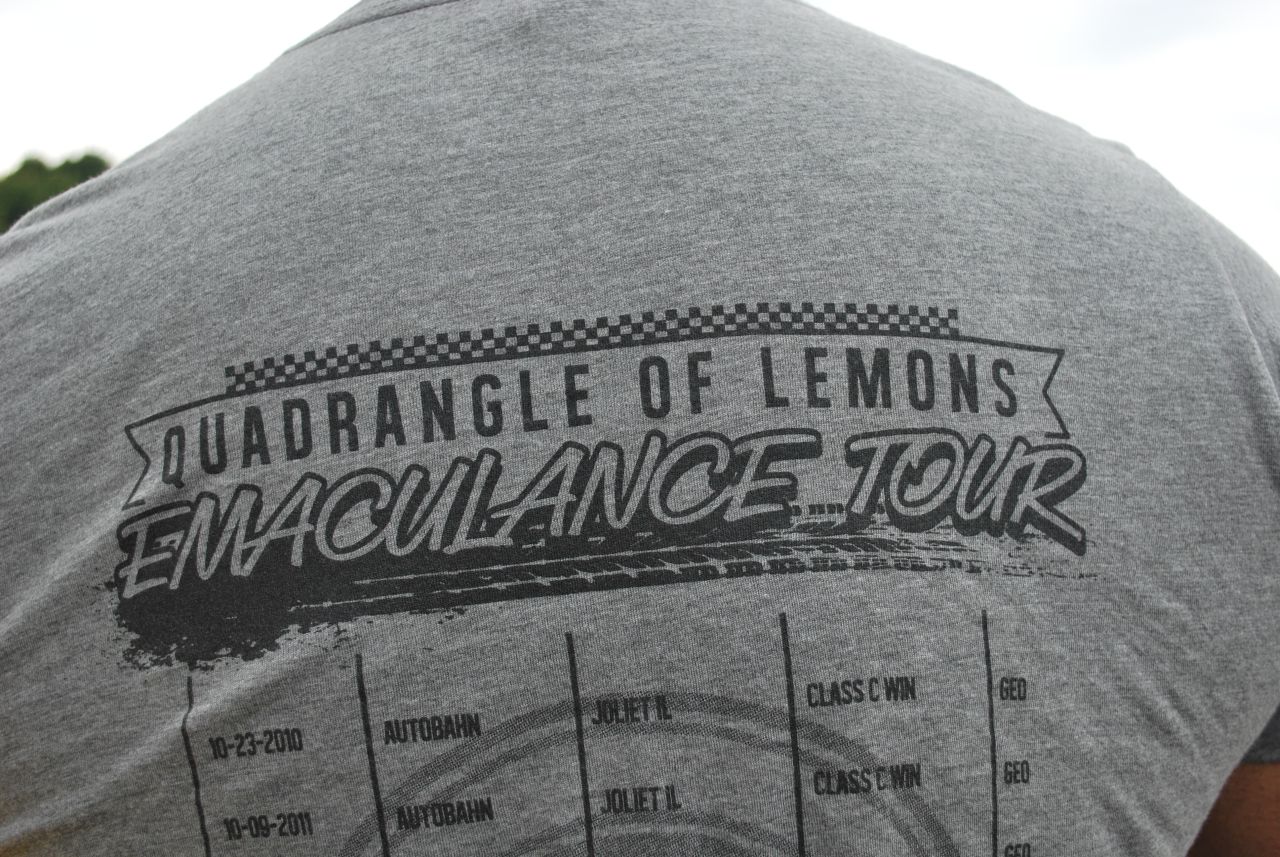 QUADRANGLE OF LEMONS
EMACULANCE TOUR
10-23-2010 AUTOBAHN JOLIET IL CLASS C WIN GEO
10-09-2011 AUTOBAHN JOLIET IL CLASS C WIN GEO
GEO